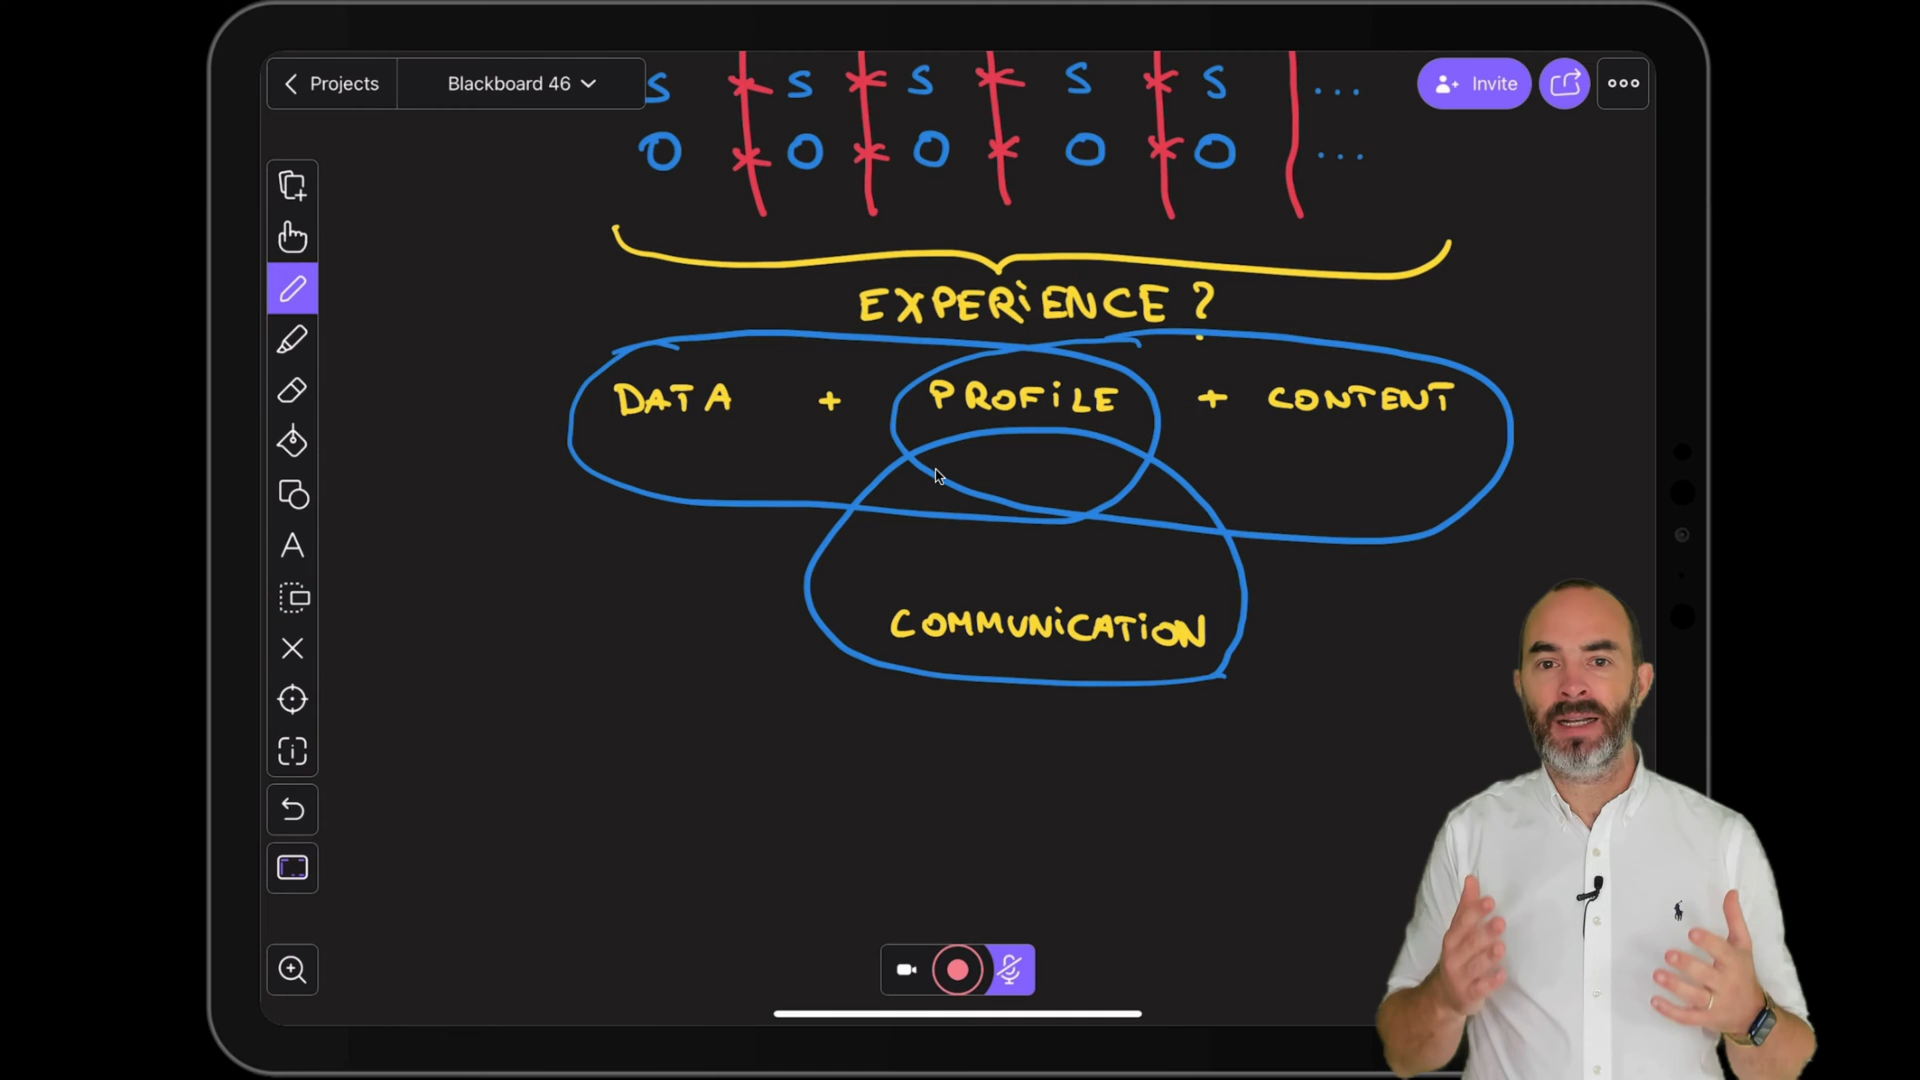 Projects Blackboard 46 Invite
S S S S S ...
O O O O O ...
EXPERiENCE ?
DATA + PROFiLE + CONTENT
COMMUNiCATiON